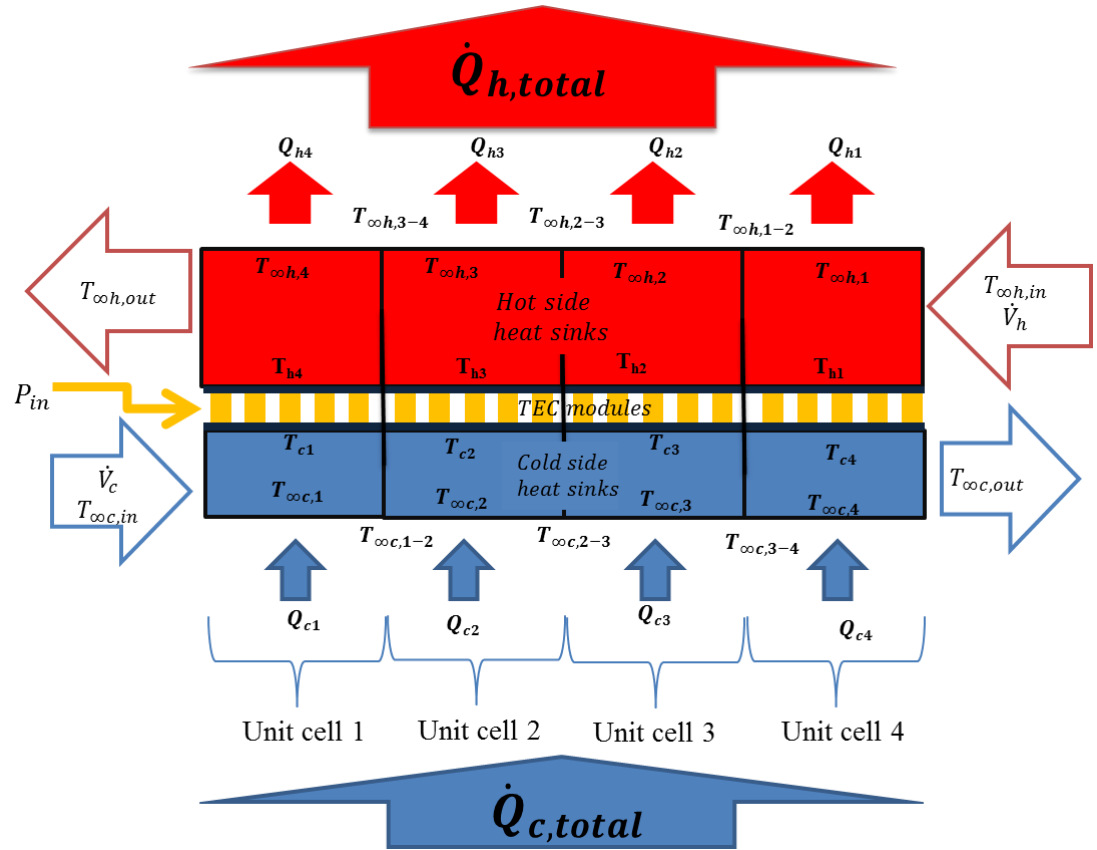 Q̇h,total
Qh4 Qh3 Qh2 Qh1
T∞h,3−4 T∞h,2−3 T∞h,1−2
T∞h,4 T∞h,3 T∞h,2 T∞h,1
T∞h,out
T∞h,in
V̇h
Hot side
heat sinks
Th4 Th3 Th2 Th1
Pin
TEC modules
Tc1 Tc2 Tc3 Tc4
V̇c
T∞c,in
Cold side
heat sinks
T∞c,out
T∞c,1 T∞c,2 T∞c,3 T∞c,4
T∞c,1−2 T∞c,2−3 T∞c,3−4
Qc1 Qc2 Qc3 Qc4
Unit cell 1 Unit cell 2 Unit cell 3 Unit cell 4
Q̇c,total